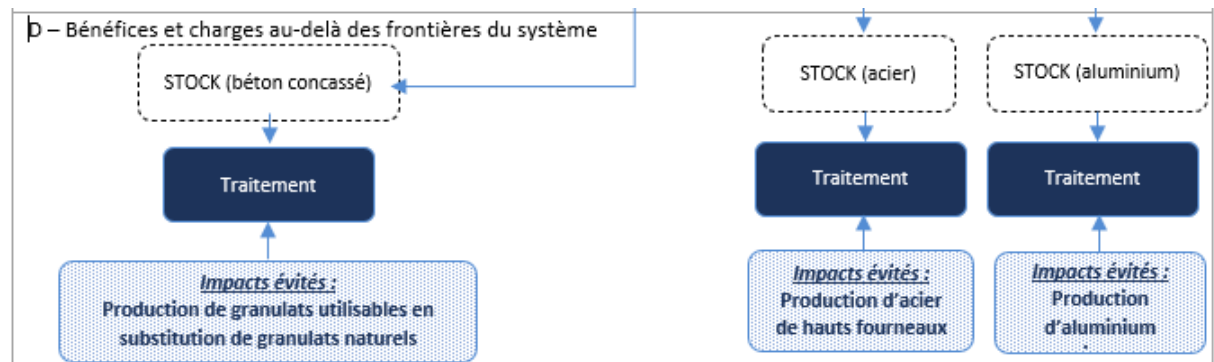 D – Bénéfices et charges au-delà des frontières du système
STOCK (béton concassé)
STOCK (acier)
STOCK (aluminium)
Traitement
Traitement
Traitement
Impacts évités :
Production de granulats utilisables en
substitution de granulats naturels
Impacts évités :
Production d’acier
de hauts fourneaux
Impacts évités :
Production
d’aluminium